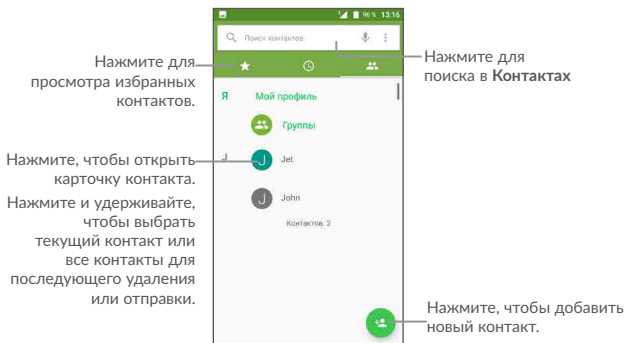 96 % 13:16
Поиск контактов
Нажмите для
просмотра избранных
контактов.
Нажмите для
поиска в Контактах
Я Мой профиль
Группы
Нажмите, чтобы открыть
карточку контакта.
J J Jet
Нажмите и удерживайте,
чтобы выбрать
текущий контакт или
все контакты для
последующего удаления
или отправки.
J John
Контактов: 2
Нажмите, чтобы добавить
новый контакт.